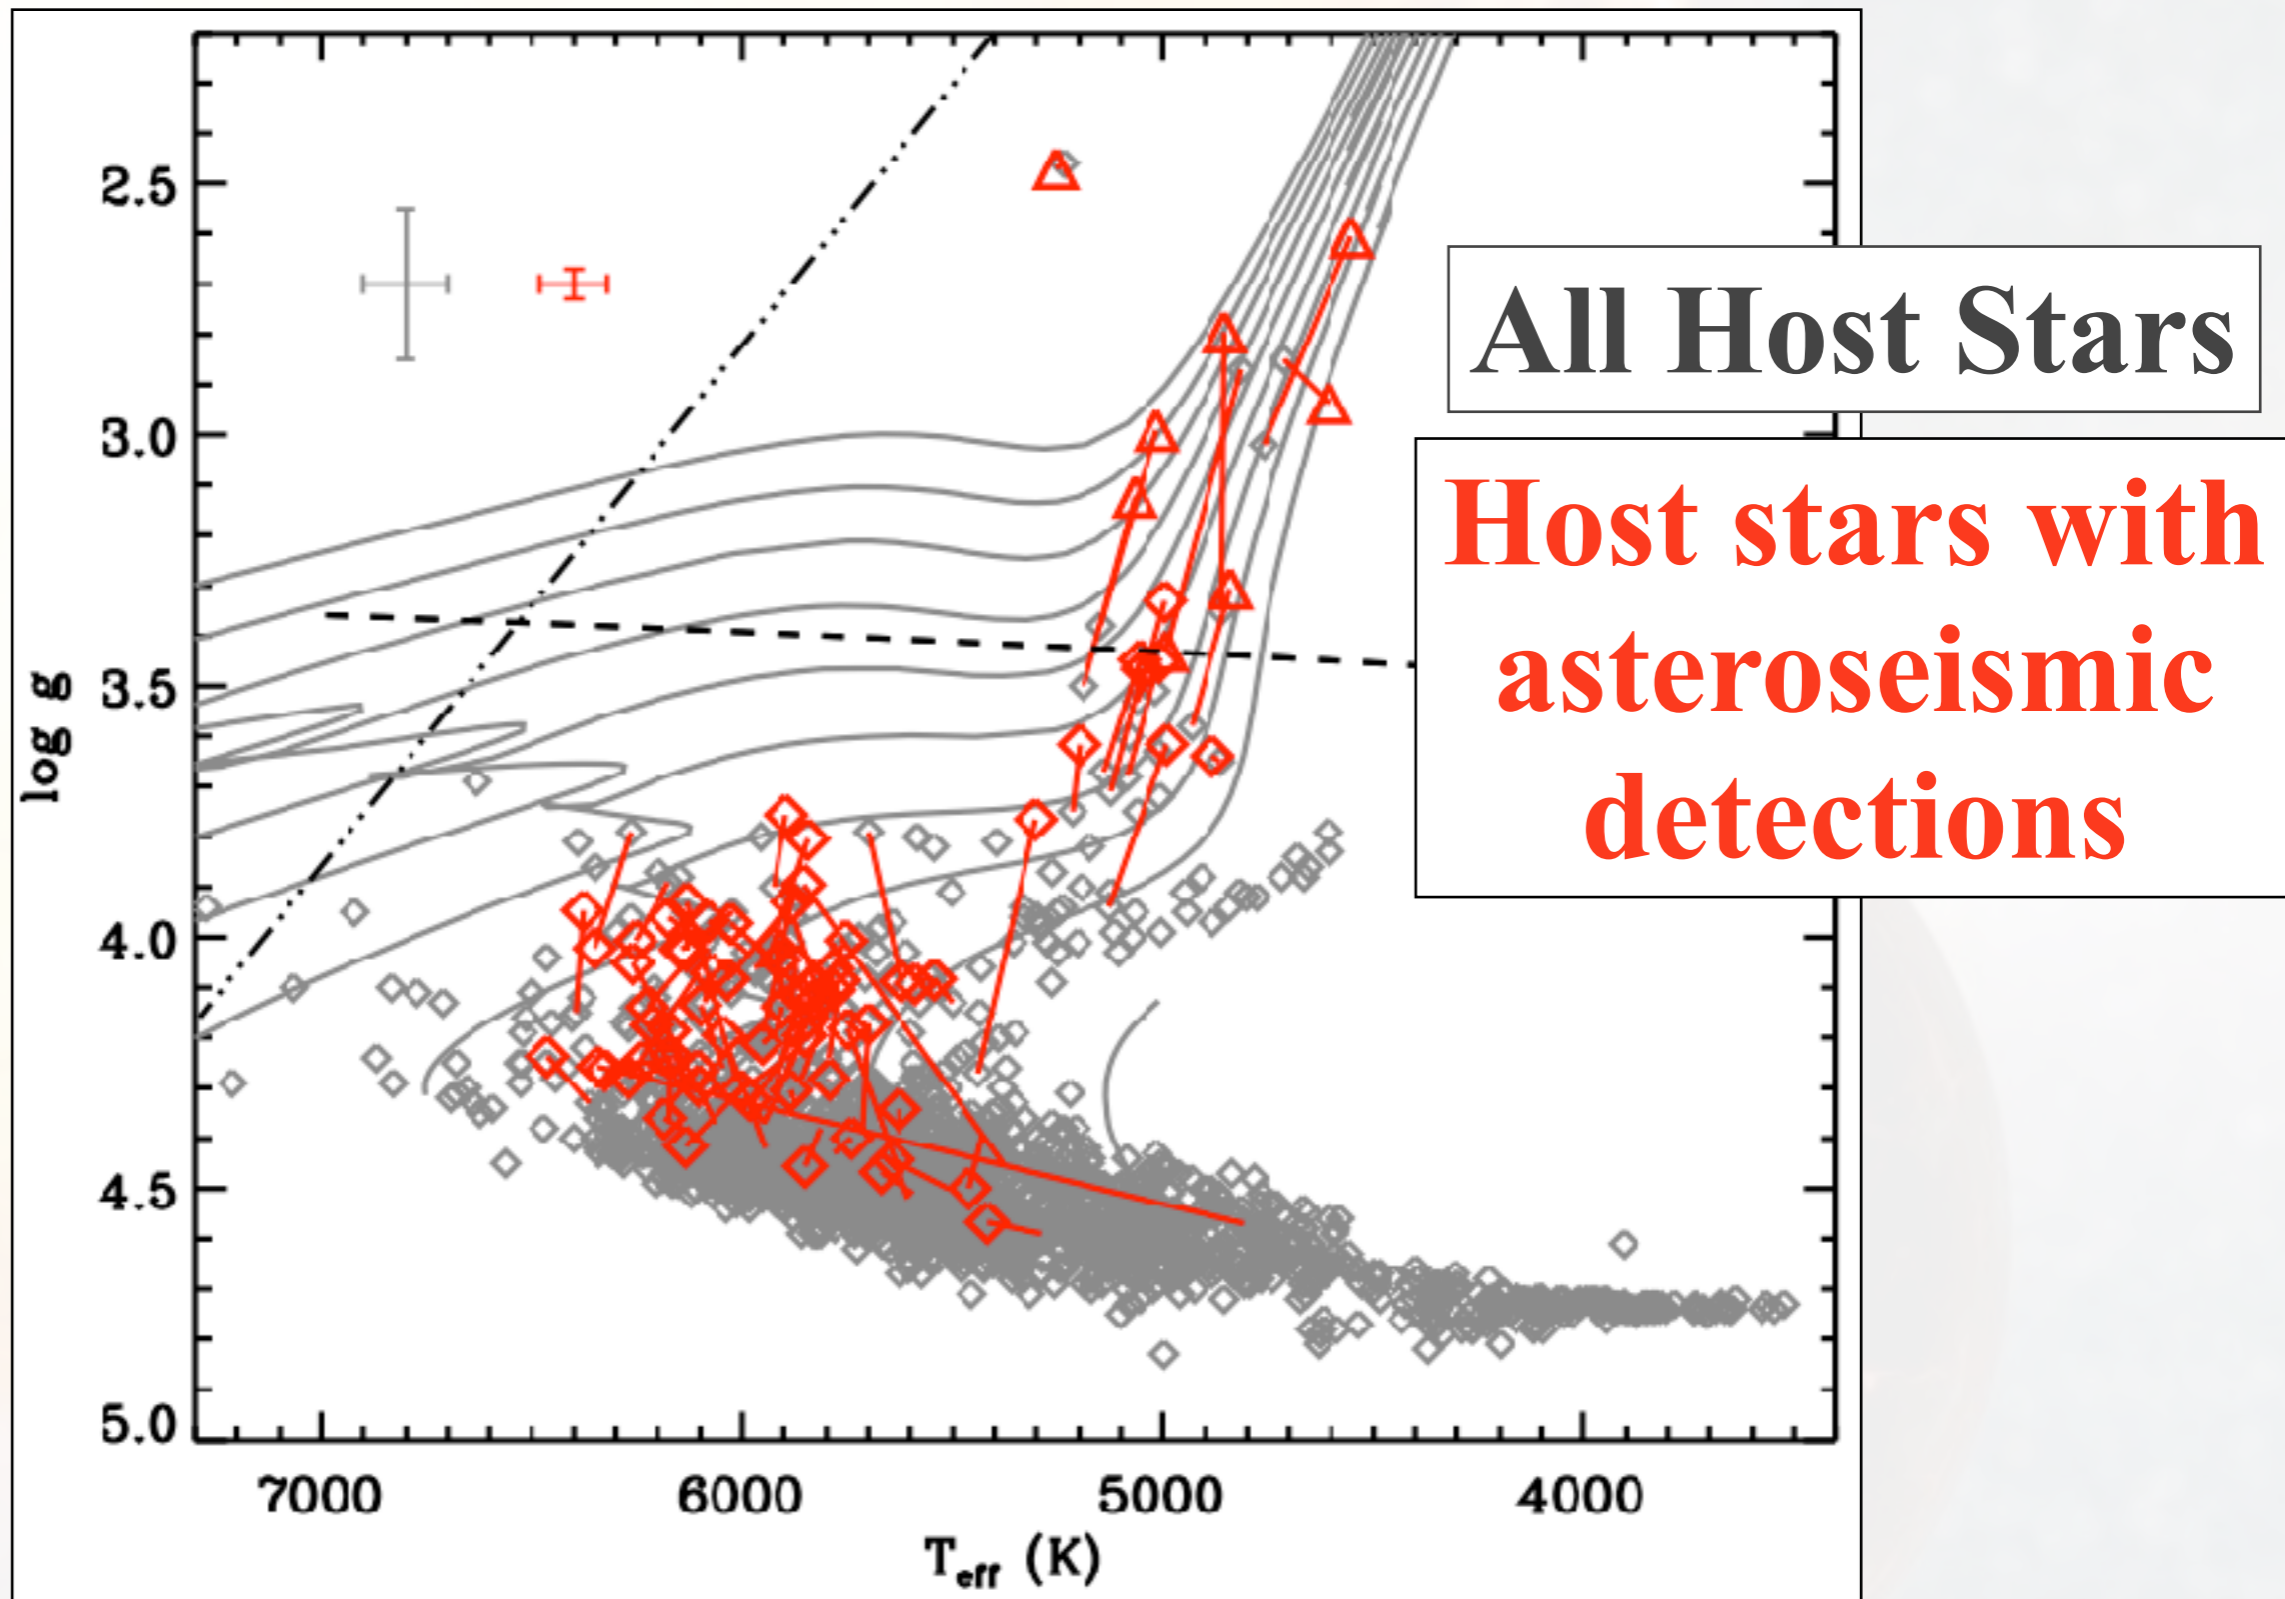 2.5
3.0
3.5
4.0
4.5
5.0
log g
7000 6000 5000 4000
Teff (K)
All Host Stars
Host stars with
asteroseismic
detections